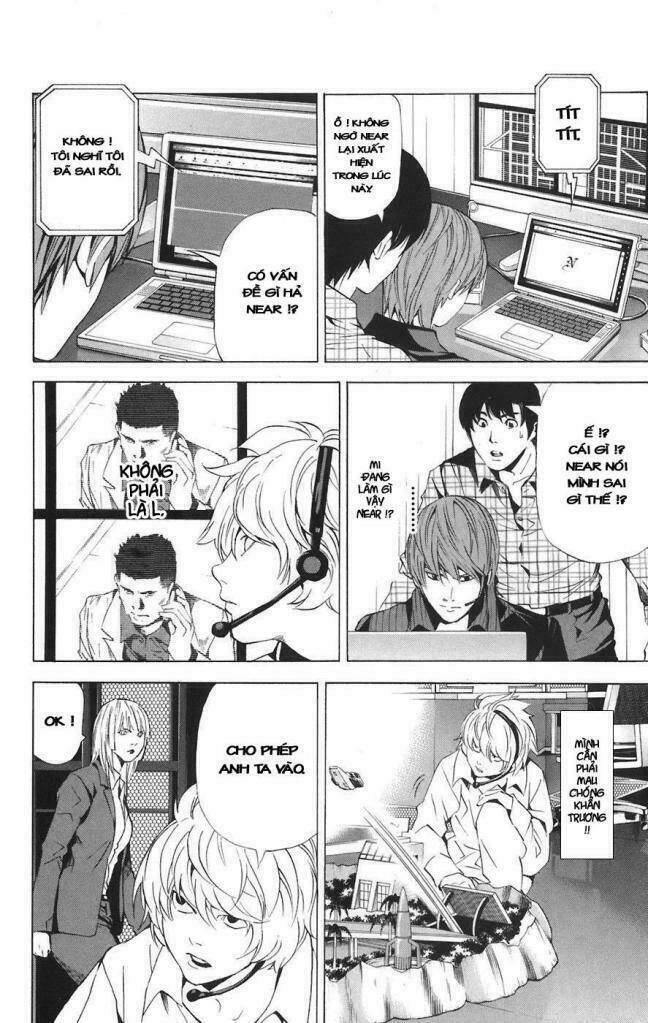 TÍT
TÍT.
N
Ồ ! KHÔNG
NGỜ NEAR
LẠI XUẤT
HIỆN
TRONG LÚC
NÀY
KHÔNG !
TÔI NGHĨ TÔI
ĐÃ SAI RỒI.
CÓ VẤN
ĐỀ GÌ HẢ
NEAR !?
Ế !?
CÁI GÌ !?
NEAR NÓI
MÌNH SAI
GÌ THẾ !?
MI
ĐANG
LÀM GÌ
VẬY
NEAR !?
........
KHÔNG
PHẢI
LÀ L.
MÌNH
CẦN
PHẢI
MAU
CHÓNG
KHẨN
TRƯƠNG
!!
CHO PHÉP
ANH TA VÀO.
OK !